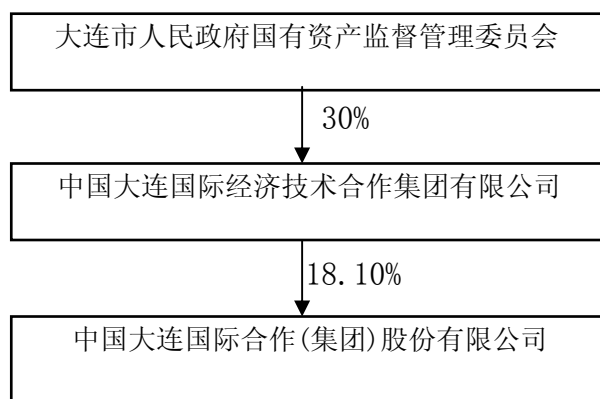 大连市人民政府国有资产监督管理委员会
30%
中国大连国际经济技术合作集团有限公司
18.10%
中国大连国际合作(集团)股份有限公司